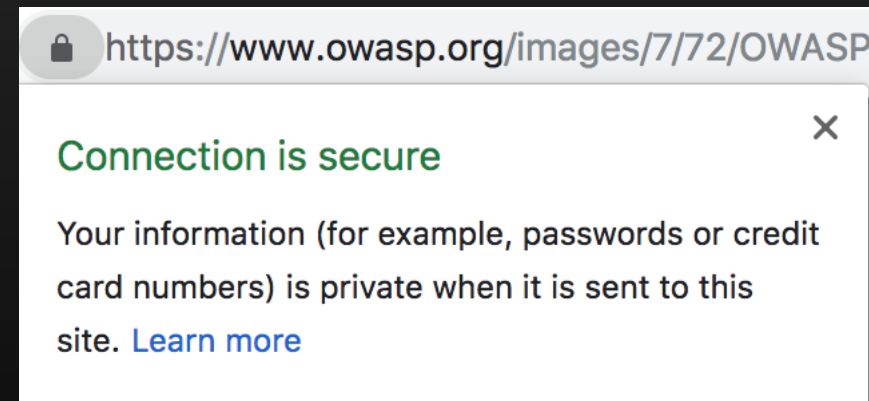 https://www.owasp.org/images/7/72/OWASP
Connection is secure
Your information (for example, passwords or credit
card numbers) is private when it is sent to this
site. Learn more